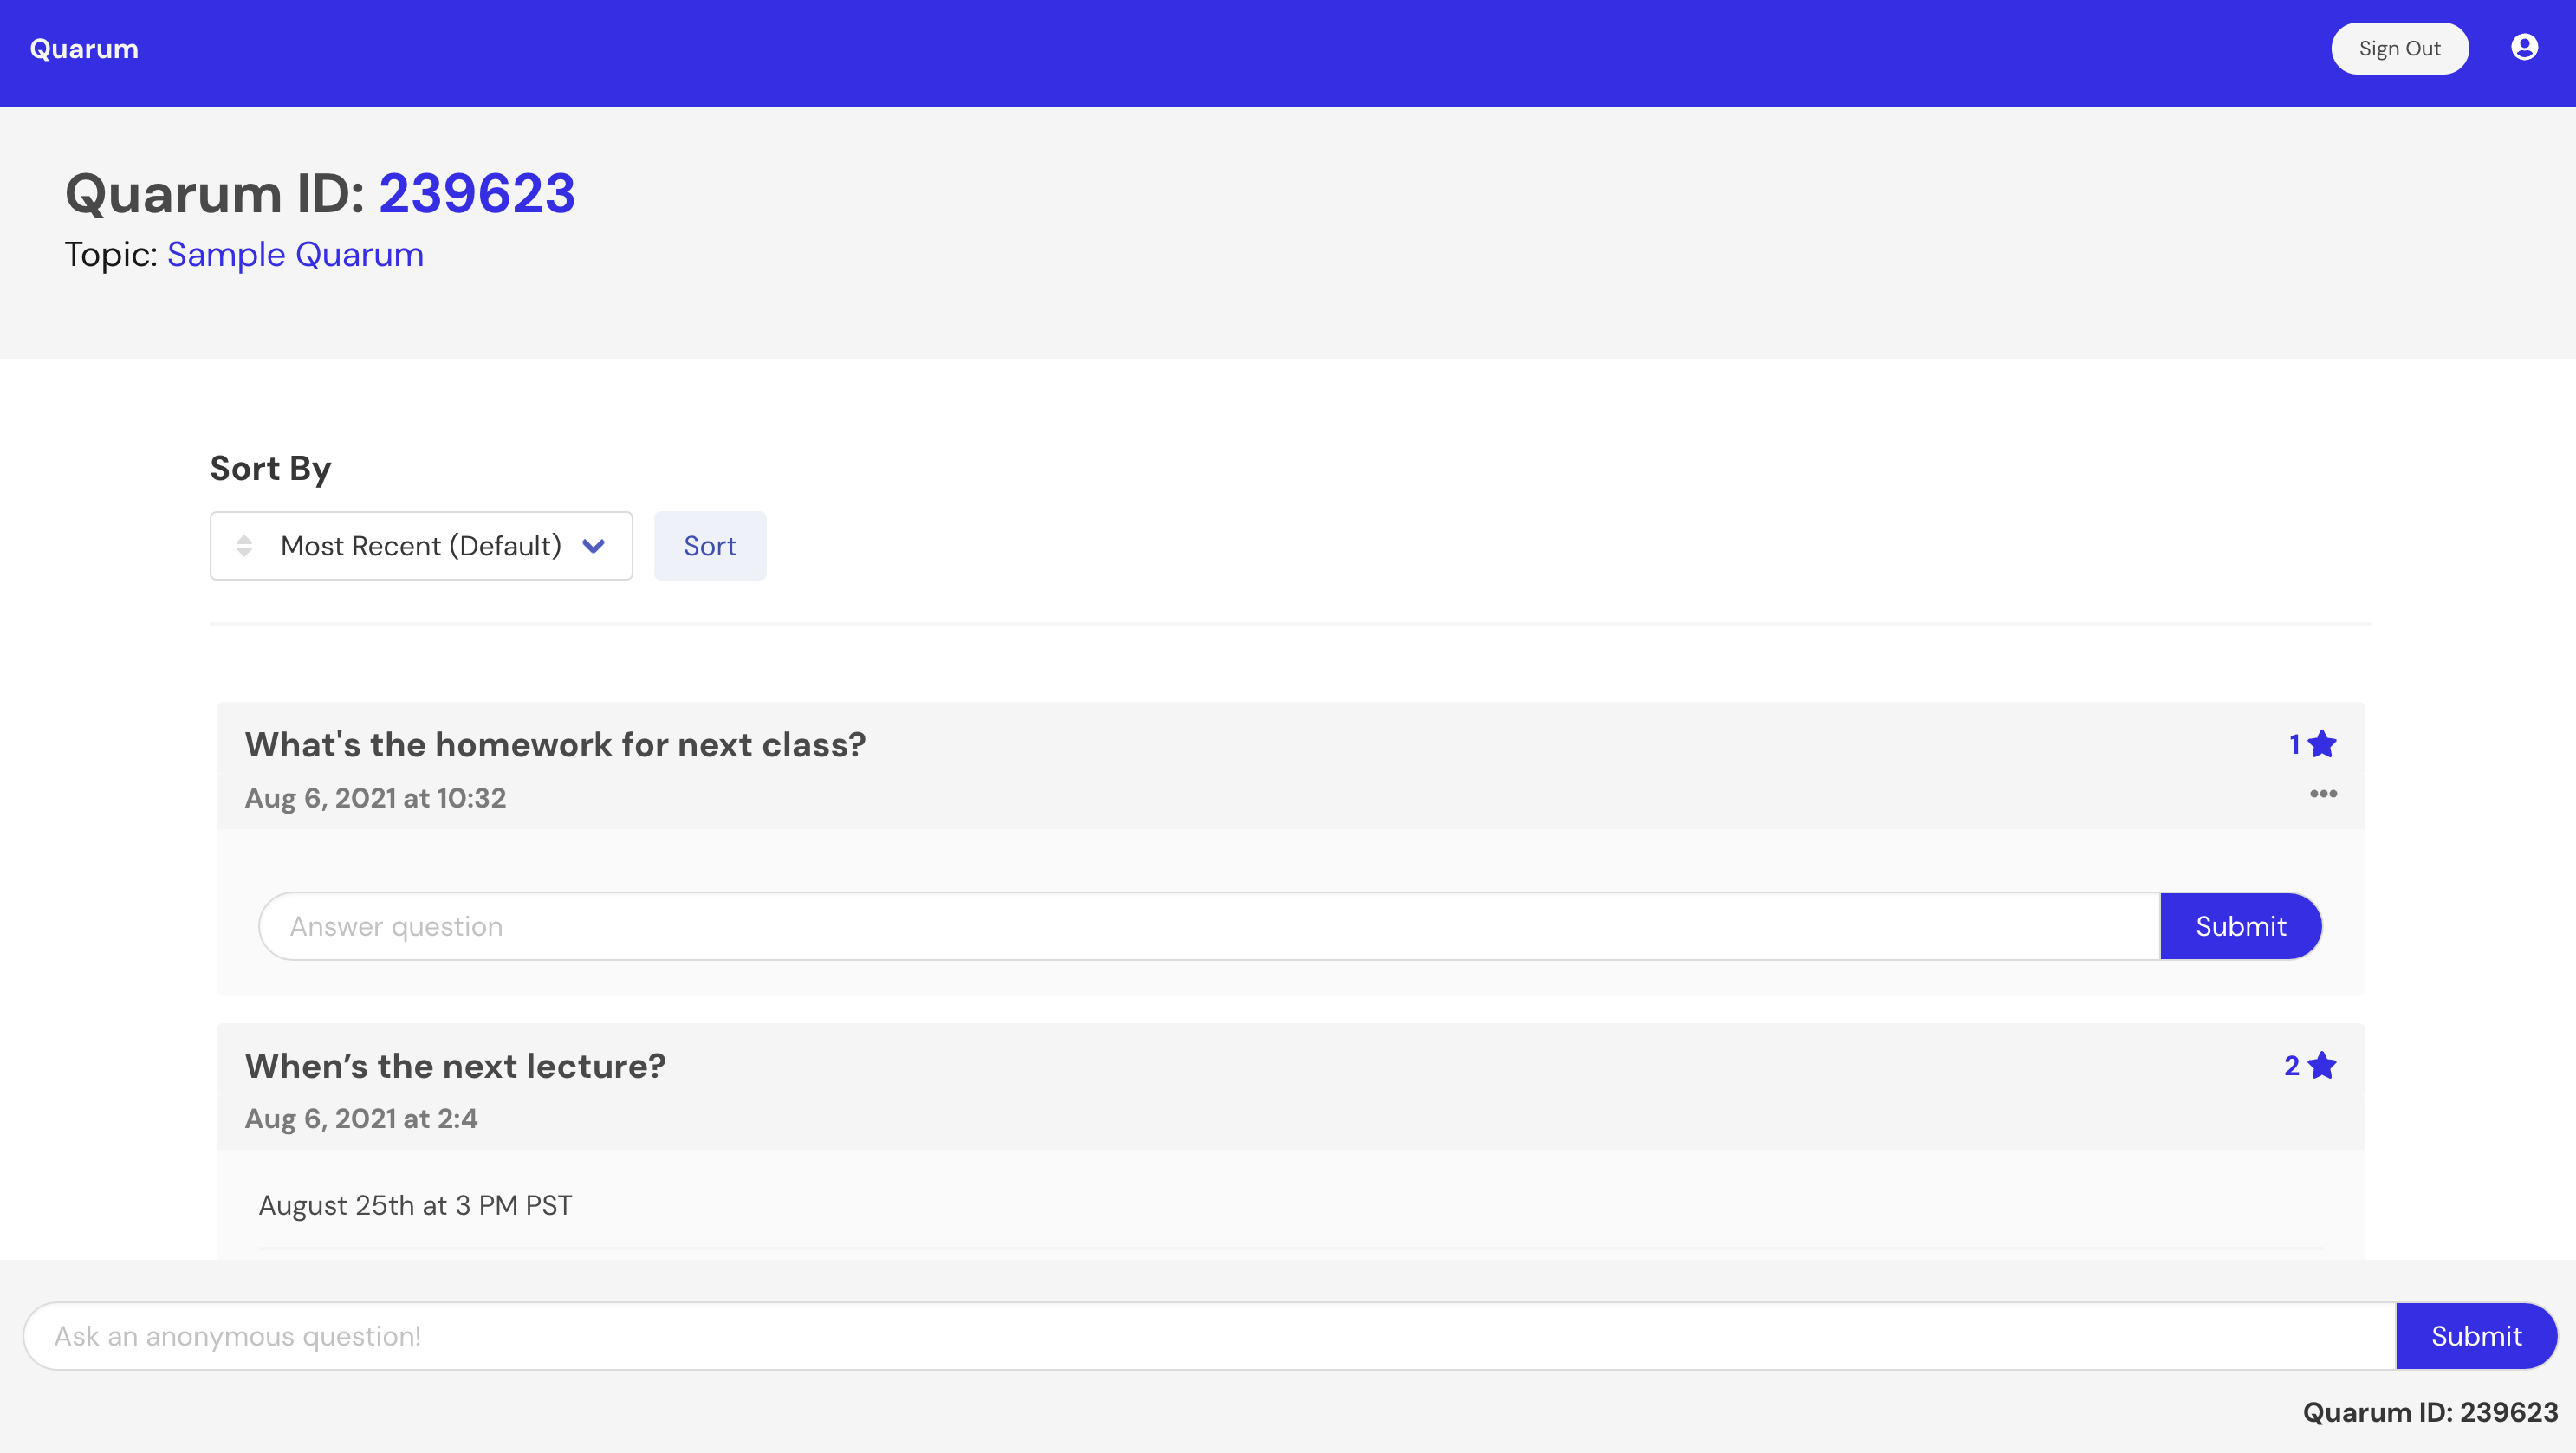 Quarum
Sign Out
Quarum ID: 239623
Topic: Sample Quarum
Sort By
Most Recent (Default)
Sort
What's the homework for next class?
1
Aug 6, 2021 at 10:32
Answer question
Submit
When’s the next lecture?
2
Aug 6, 2021 at 2:4
August 25th at 3 PM PST
Ask an anonymous question!
Submit
Quarum ID: 239623